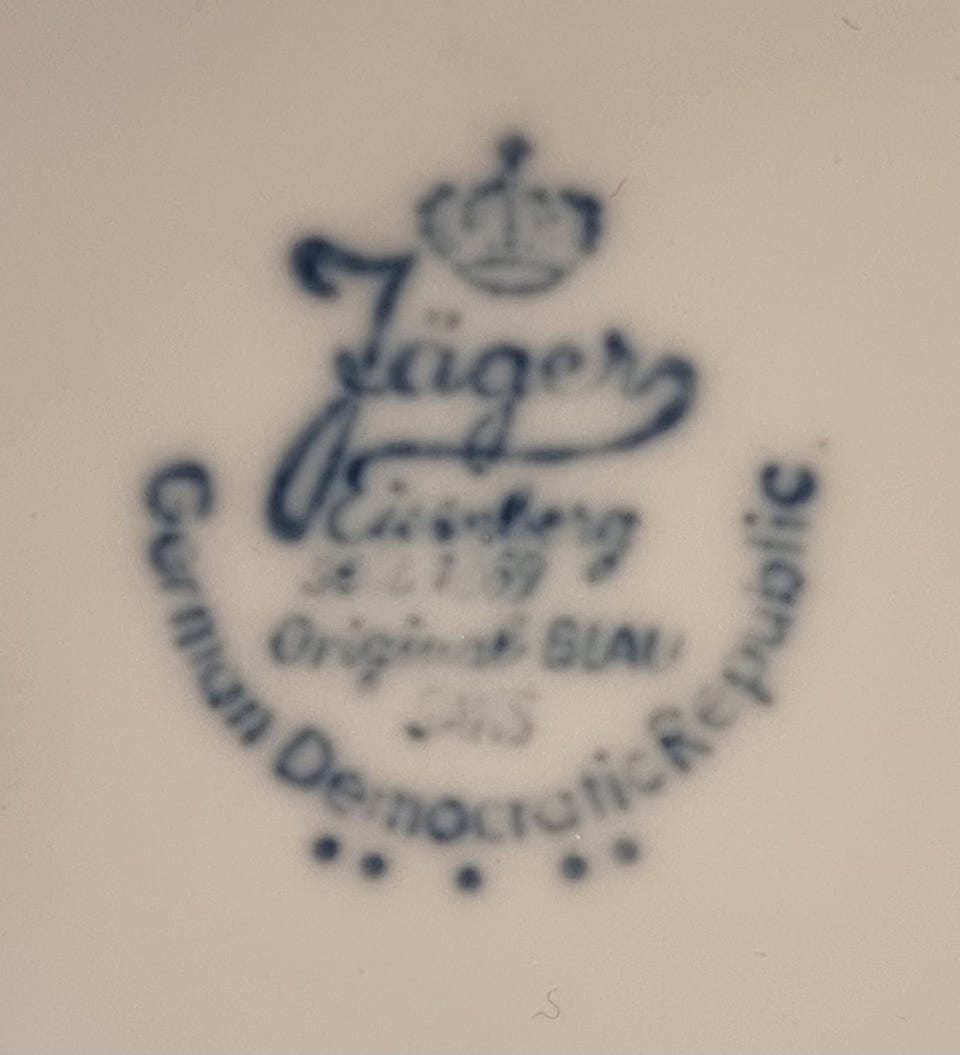 Jäger
Eisenberg
Original BLAU
German Democratic Republic